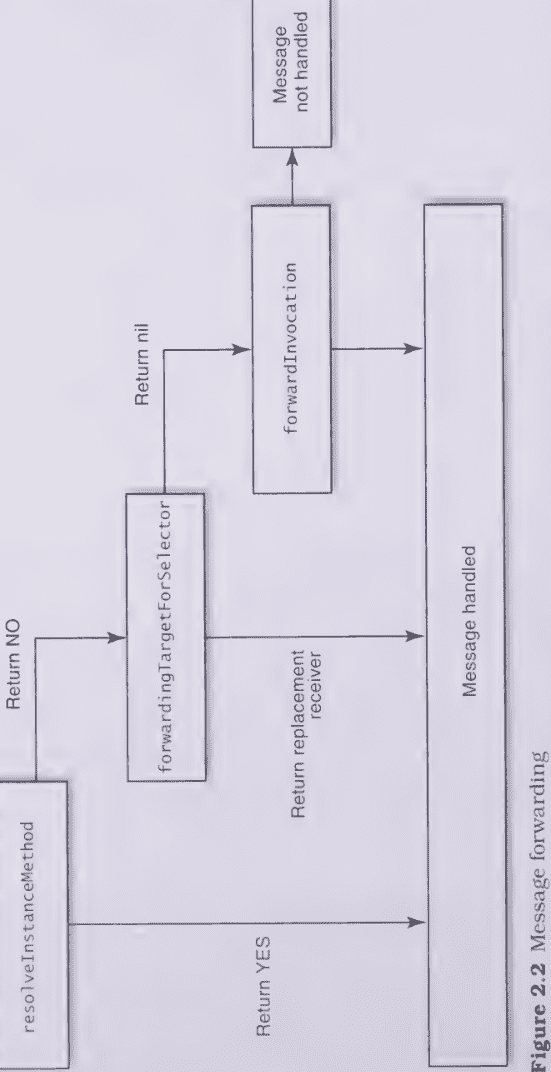 resolveInstanceMethod
Return NO
Return YES
forwardingTargetForSelector
Return nil
Return replacement
receiver
forwardInvocation
Message
not handled
Message handled
Figure 2.2 Message forwarding